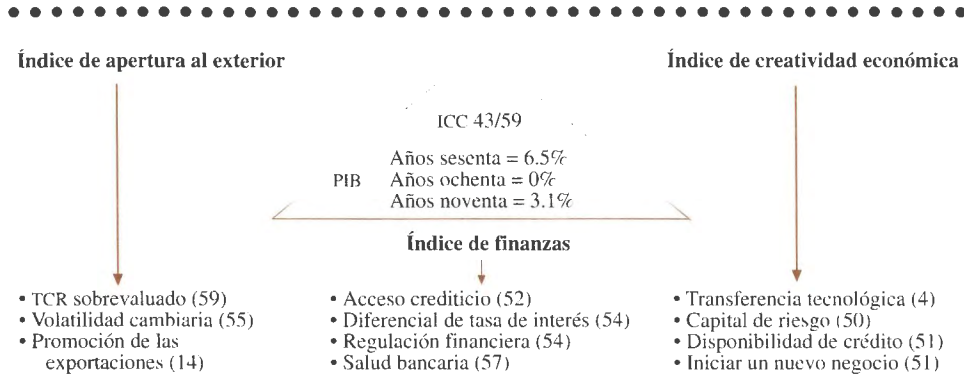 Índice de apertura al exterior
Índice de creatividad económica
ICC 43/59
Años sesenta = 6.5%
PIB Años ochenta = 0%
Años noventa = 3.1%
Índice de finanzas
• TCR sobrevaluado (59)
• Volatilidad cambiaria (55)
• Promoción de las
exportaciones (14)
• Acceso crediticio (52)
• Diferencial de tasa de interés (54)
• Regulación financiera (54)
• Salud bancaria (57)
• Transferencia tecnológica (4)
• Capital de riesgo (50)
• Disponibilidad de crédito (51)
• Iniciar un nuevo negocio (51)